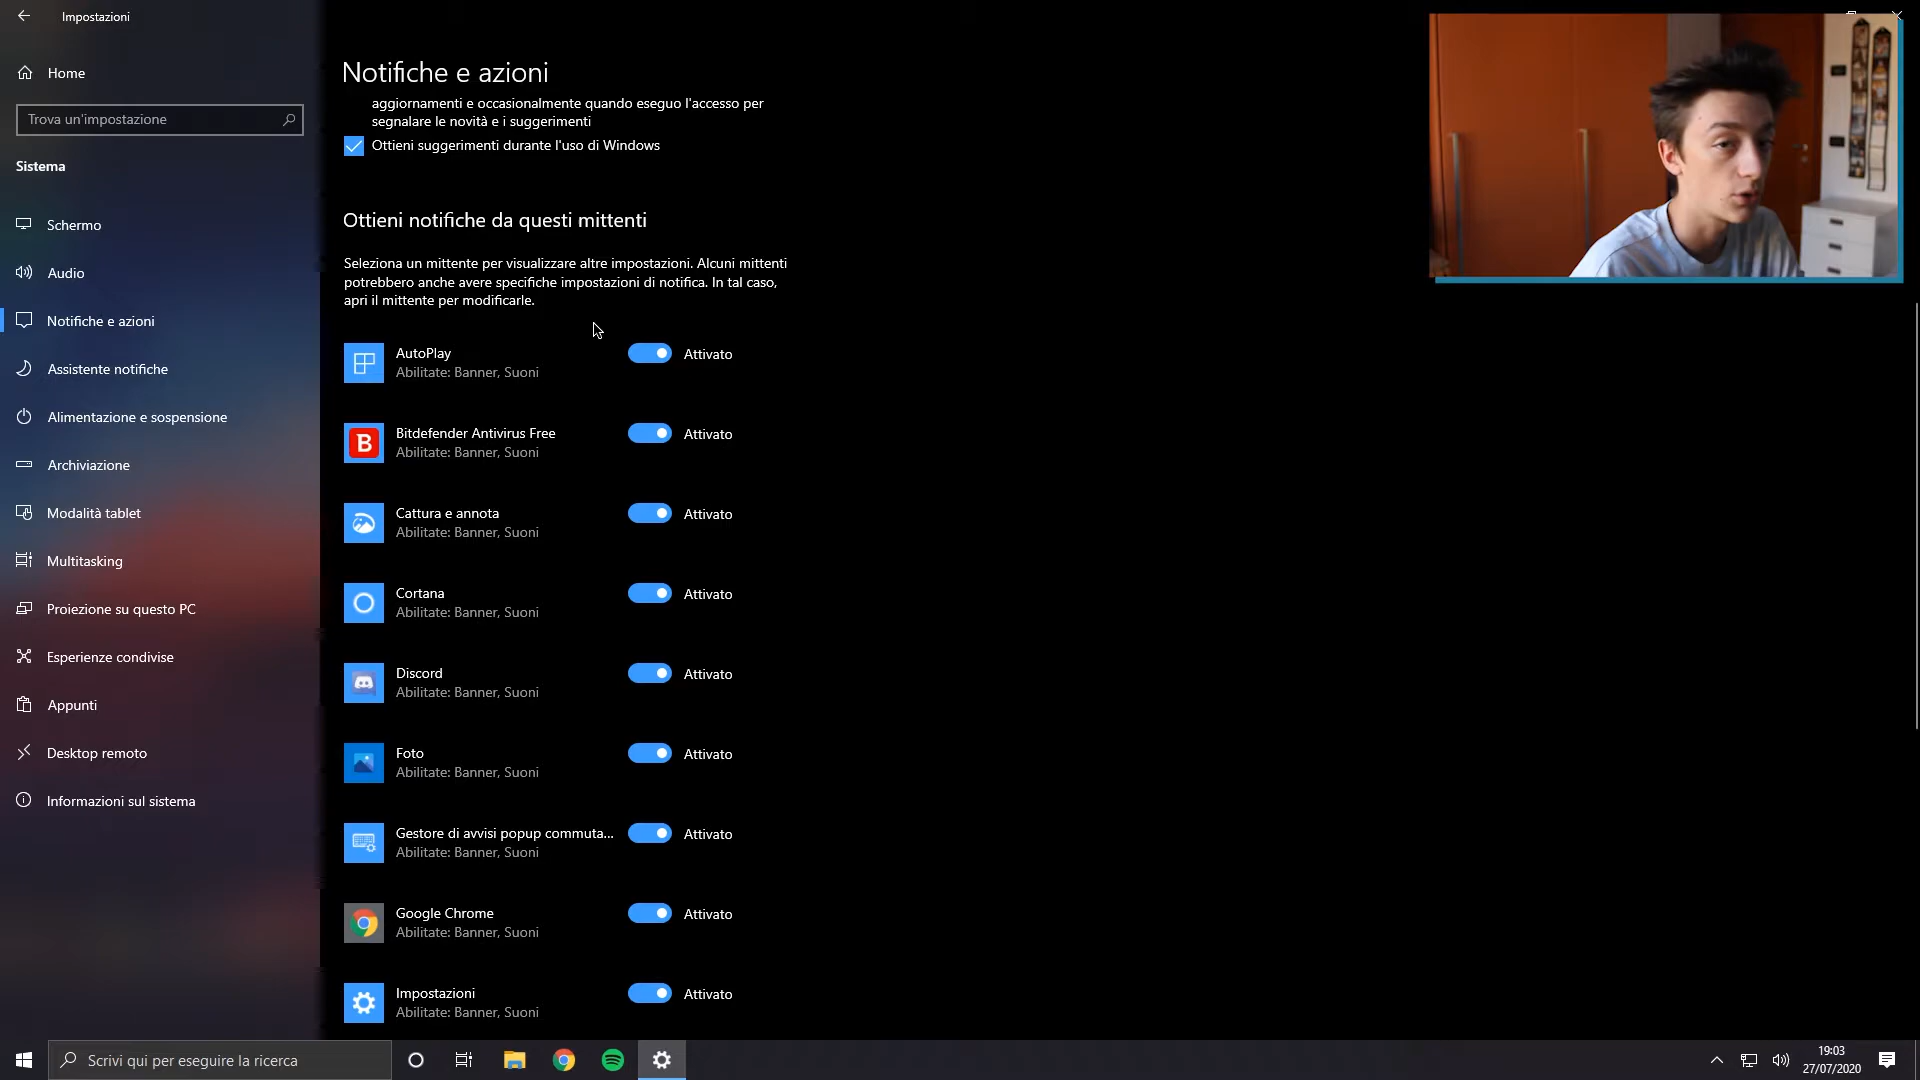 Impostazioni
Home
Trova un'impostazione
Sistema
Schermo
Audio
Notifiche e azioni
Assistente notifiche
Alimentazione e sospensione
Archiviazione
Modalità tablet
Multitasking
Proiezione su questo PC
Esperienze condivise
Appunti
Desktop remoto
Informazioni sul sistema
Notifiche e azioni
aggiornamenti e occasionalmente quando eseguo l'accesso per
segnalare le novità e i suggerimenti
Ottieni suggerimenti durante l'uso di Windows
Ottieni notifiche da questi mittenti
Seleziona un mittente per visualizzare altre impostazioni. Alcuni mittenti
potrebbero anche avere specifiche impostazioni di notifica. In tal caso,
apri il mittente per modificarle.
AutoPlay
Abilitate: Banner, Suoni
Attivato
Bitdefender Antivirus Free
Abilitate: Banner, Suoni
Attivato
Cattura e annota
Abilitate: Banner, Suoni
Attivato
Cortana
Abilitate: Banner, Suoni
Attivato
Discord
Abilitate: Banner, Suoni
Attivato
Foto
Abilitate: Banner, Suoni
Attivato
Gestore di avvisi popup commuta...
Abilitate: Banner, Suoni
Attivato
Google Chrome
Abilitate: Banner, Suoni
Attivato
Impostazioni
Abilitate: Banner, Suoni
Attivato
Scrivi qui per eseguire la ricerca
19:03
27/07/2020